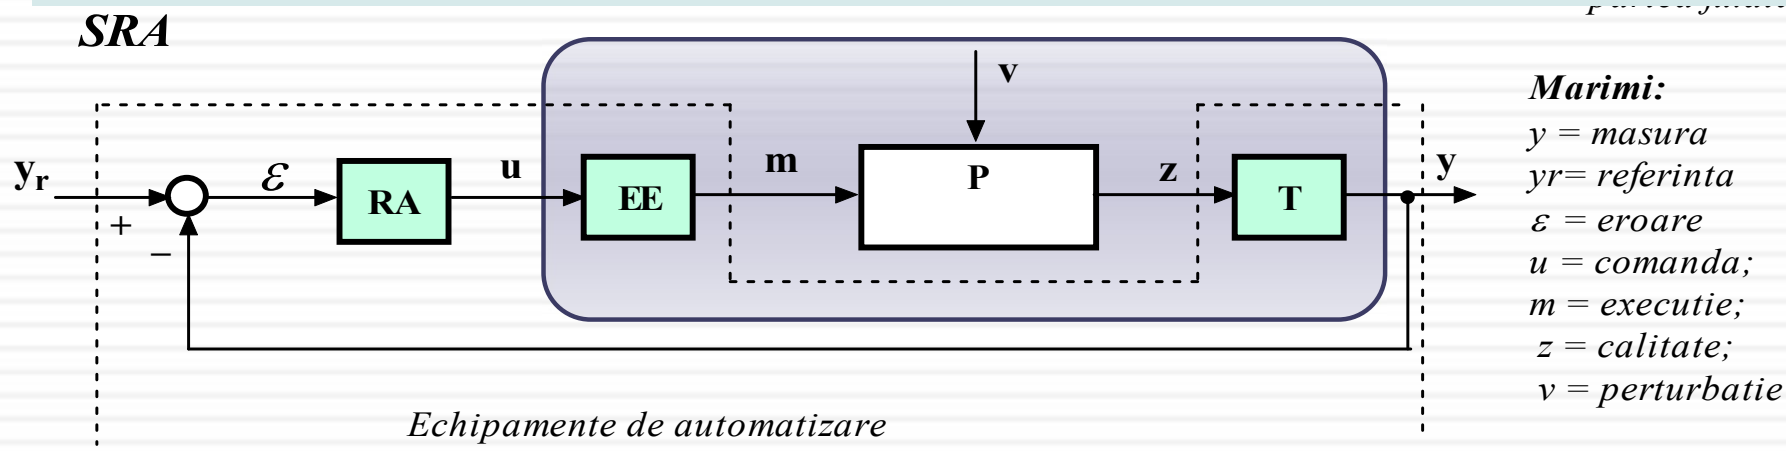 SRA
v
Marimi:
y = masura
yr= referinta
ε = eroare
u = comanda;
m = executie;
z = calitate;
v = perturbatie
yr
+
−
ε
RA
u
EE
m
P
z
T
y
Echipamente de automatizare